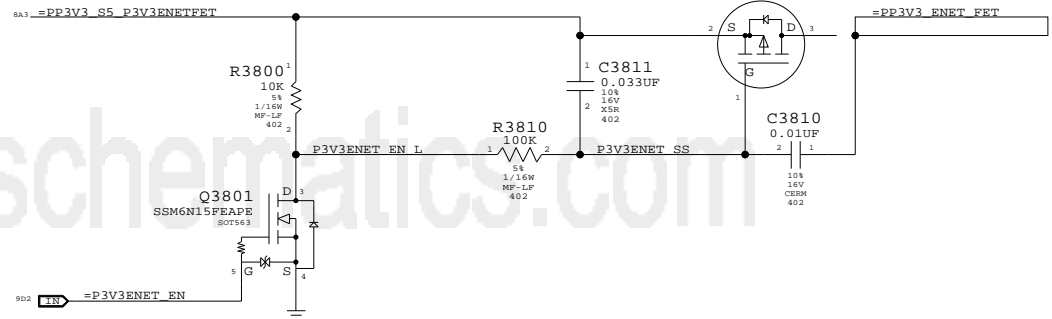 8A3 =PP3V3_S5_P3V3ENETFET
=PP3V3_ENET_FET
2 S D 3
G
1
R3800
10K
5%
1/16W
MF-LF
402
1
2
1
C3811
0.033UF
10%
16V
X5R
402
2
C3810
0.01UF
2 1
10%
16V
CERM
402
R3810
100K
1 2
5%
1/16W
MF-LF
402
P3V3ENET_EN_L
P3V3ENET_SS
Q3801
SSM6N15FEAPE
SOT563
D 3
5 G S 4
9D2 IN =P3V3ENET_EN
schematics.com